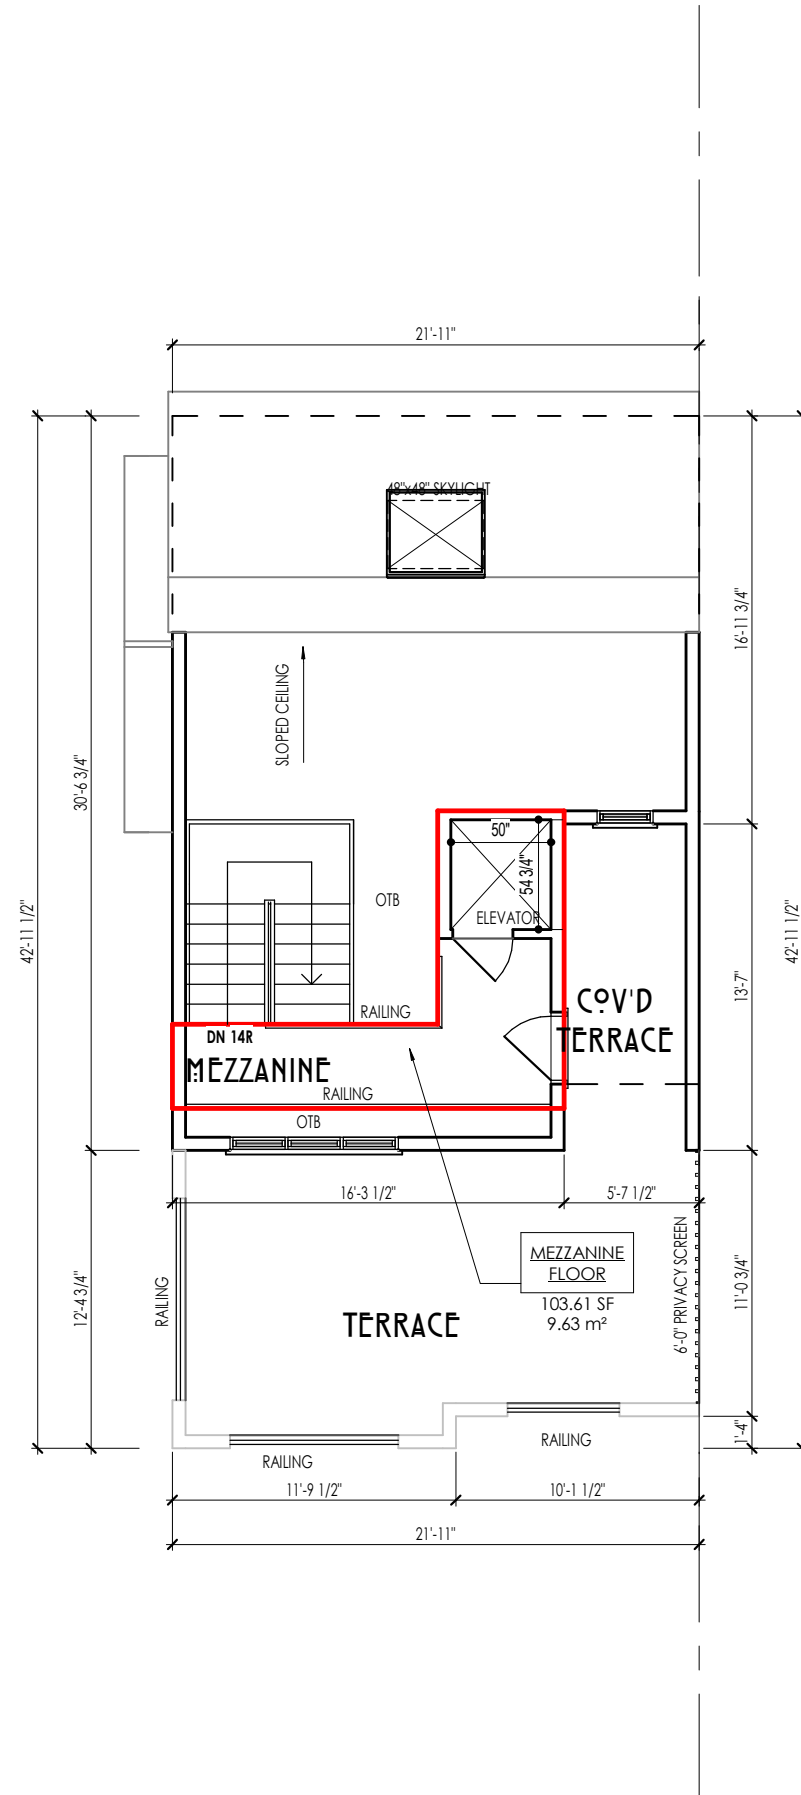 21'-11"
48"x48" SKYLIGHT
16'-11 3/4"
SLOPED CEILING
30'-6 3/4"
50"
54 3/4"
OTB
ELEVATOR
42'-11 1/2"
42'-11 1/2"
13'-7"
COV'D
TERRACE
RAILING
DN 14R
MEZZANINE
RAILING
OTB
16'-3 1/2"
5'-7 1/2"
MEZZANINE
FLOOR
103.61 SF
9.63 m²
6'-0" PRIVACY SCREEN
11'-0 3/4"
12'-4 3/4"
RAILING
TERRACE
1'-4"
RAILING
RAILING
11'-9 1/2"
10'-1 1/2"
21'-11"